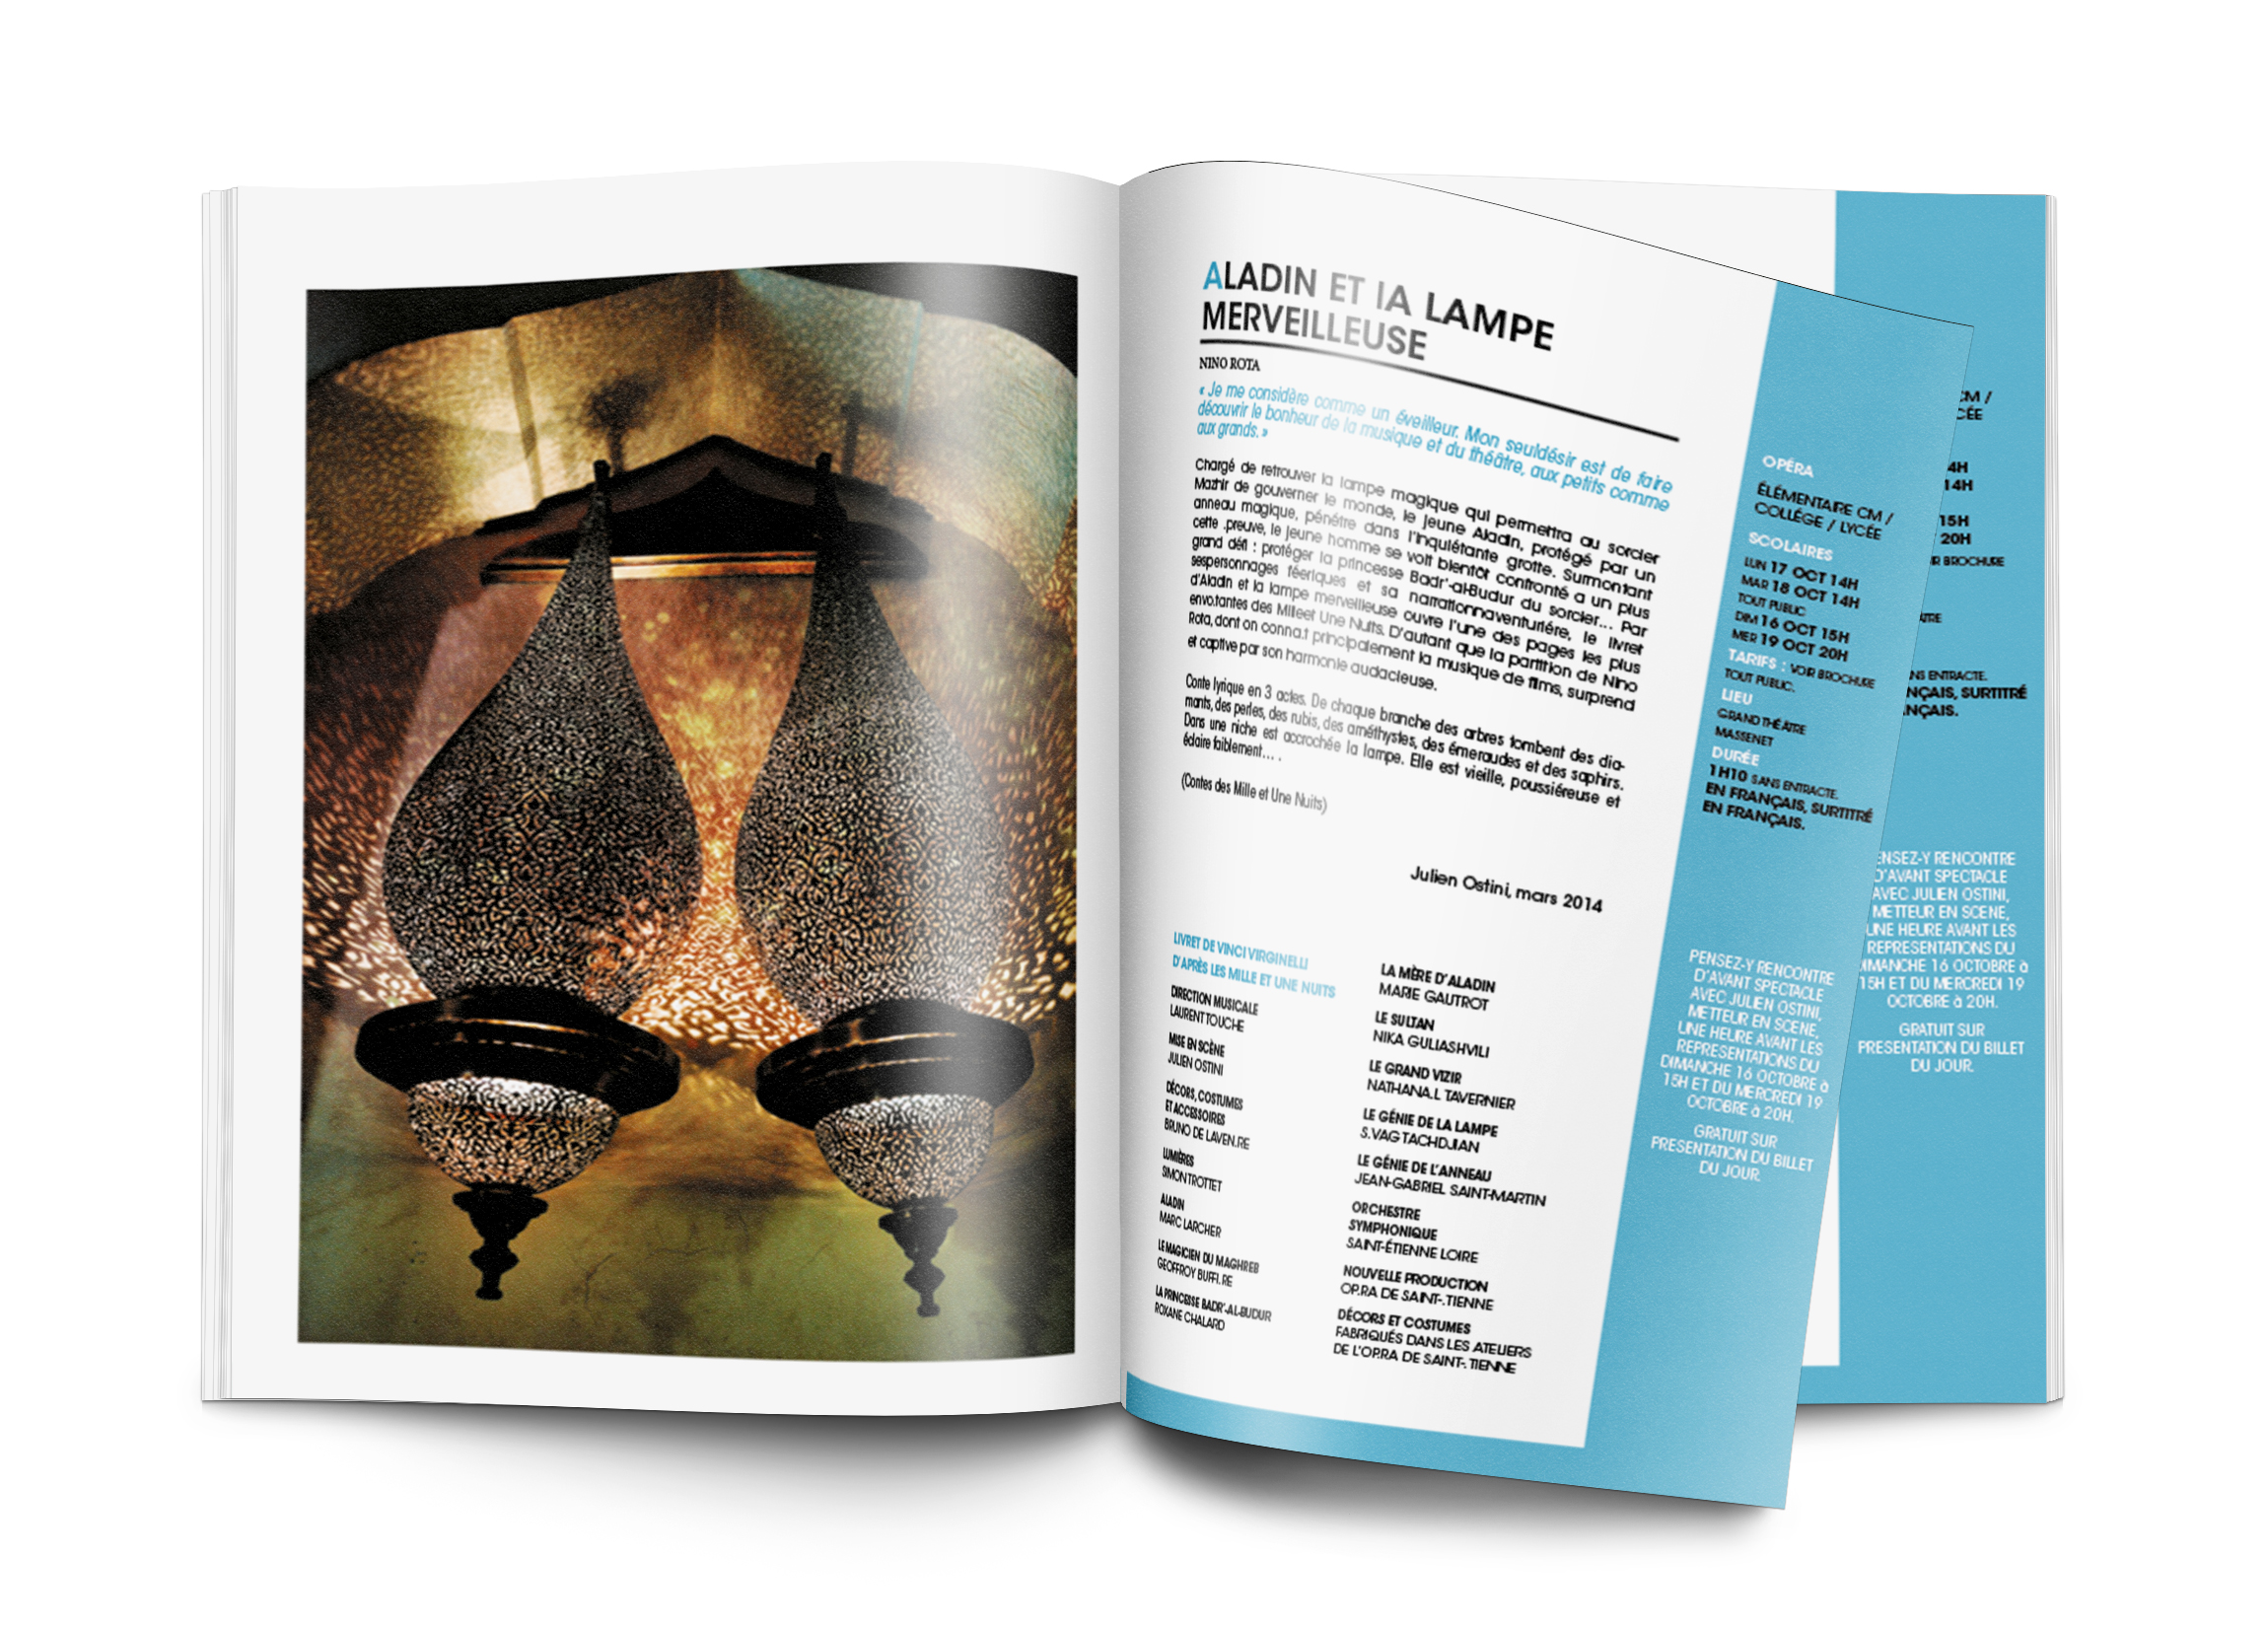 ALADIN ET lA LAMPE
MERVEILLEUSE
NINO ROTA
« Je me considère comme un éveilleur. Mon seuldésir est de faire
découvrir le bonheur de la musique et du théâtre, aux petits comme
aux grands. »
Chargé de retrouver la lampe magique qui permettra au sorcier
Mazhir de gouverner le monde, le jeune Aladin, protégé par un
anneau magique, pénétre dans l'inquiétante grotte. Surmontant
cette .preuve, le jeune homme se voit bientôt confronté a un plus
grand défi : protéger la princesse Badr'-al-Budur du sorcier... Par
sespersonnages féeriques et sa narrationnaventuriére, le livret
d'Aladin et la lampe merveilleuse ouvre l'une des pages les plus
envo.tantes des Milleet Une Nuits. D'autant que la partition de Nino
Rota, dont on conna.t principalement la musique de films, surprend
et captive par son harmonie audacieuse.
Conte lyrique en 3 actes. De chaque branche des arbres tombent des dia-
mants, des perles, des rubis, des améthystes, des émeraudes et des saphirs.
Dans une niche est accrochée la lampe. Elle est vieille, poussiéreuse et
éclaire faiblement... .
(Contes des Mille et Une Nuits)
Julien Ostini, mars 2014
LIVRET DE VINCI VIRGINELLI
D'APRÈS LES MILLE ET UNE NUITS
DIRECTION MUSICALE
LAURENT TOUCHE
MISE EN SCÈNE
JULIEN OSTINI
DÉCORS, COSTUMES
ET ACCESSOIRES
BRUNO DE LAVEN.RE
LUMIÈRES
SIMON TROTTET
ALADIN
MARC LARCHER
LE MAGICIEN DU MAGHREB
GEOFFROY BUFFI.RE
LA PRINCESSE BADR'-AL-BUDUR
ROXANE CHALARD
LA MÈRE D'ALADIN
MARIE GAUTROT
LE SULTAN
NIKA GULIASHVILI
LE GRAND VIZIR
NATHANA.L TAVERNIER
LE GÉNIE DE LA LAMPE
S.VAG TACHDJIAN
LE GÉNIE DE L'ANNEAU
JEAN-GABRIEL SAINT-MARTIN
ORCHESTRE
SYMPHONIQUE
SAINT-ÉTIENNE LOIRE
NOUVELLE PRODUCTION
OP.RA DE SAINT-.TIENNE
DÉCORS ET COSTUMES
FABRIQUÉS DANS LES ATELIERS
DE L'OP.RA DE SAINT-. TIENNE
OPÉRA
ÉLÉMENTAIRE CM /
COLLÉGE / LYCÉE
SCOLAIRES
LUN 17 OCT 14H
MAR 18 OCT 14H
TOUT PUBLIC
DIM 16 OCT 15H
MER 19 OCT 20H
TARIFS : VOIR BROCHURE
TOUT PUBLIC.
LIEU
GRAND THÉÂTRE
MASSENET
DURÉE
1H10 SANS ENTRACTE.
EN FRANÇAIS, SURTITRÉ
EN FRANÇAIS.
PENSEZ-Y RENCONTRE
D'AVANT SPECTACLE
AVEC JULIEN OSTINI,
METTEUR EN SCENE,
UNE HEURE AVANT LES
REPRESENTATIONS DU
DIMANCHE 16 OCTOBRE à
15H ET DU MERCREDI 19
OCTOBRE à 20H.
GRATUIT SUR
PRESENTATION DU BILLET
DU JOUR.
CM /
CÉE
4H
14H
15H
20H
IR BROCHURE
ATRE
NS ENTRACTE.
NÇAIS, SURTITRÉ
NÇAIS.
ENSEZ-Y RENCONTRE
D'AVANT SPECTACLE
AVEC JULIEN OSTINI,
METTEUR EN SCENE,
UNE HEURE AVANT LES
REPRESENTATIONS DU
IMANCHE 16 OCTOBRE à
15H ET DU MERCREDI 19
OCTOBRE à 20H.
GRATUIT SUR
PRESENTATION DU BILLET
DU JOUR.